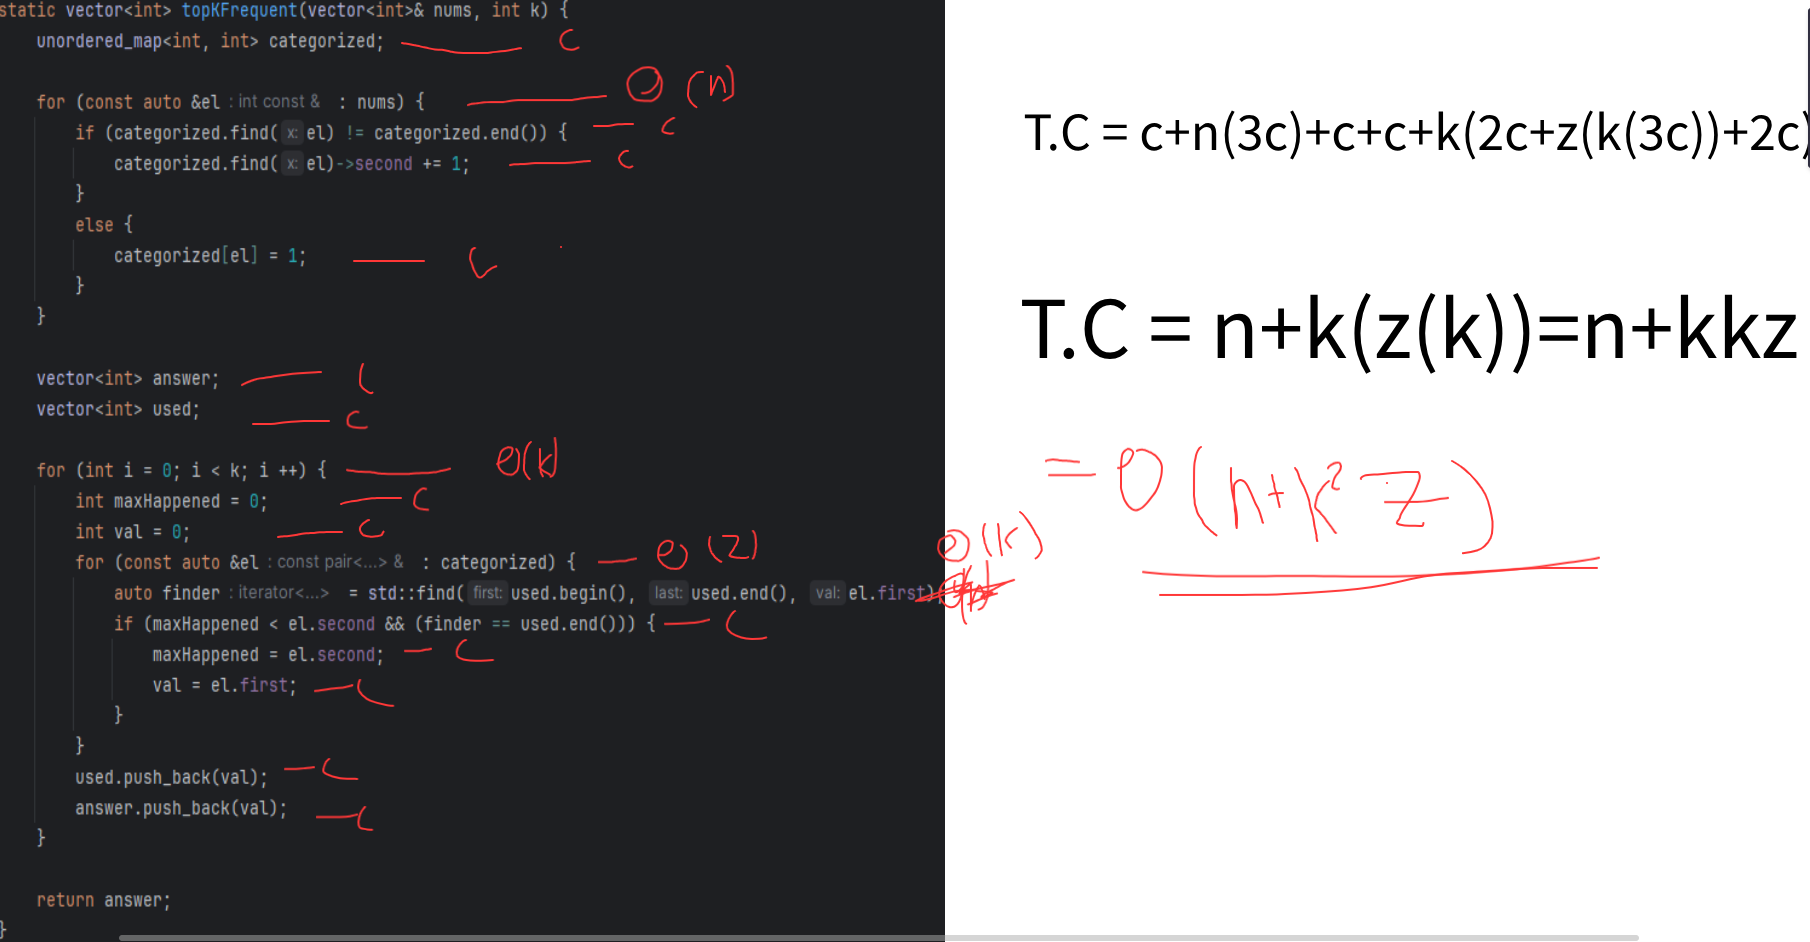 static vector<int> topKFrequent(vector<int>& nums, int k) {
unordered_map<int, int> categorized; c
for (const auto &el : int const & : nums) { Θ(n)
if (categorized.find( x: el) != categorized.end()) { c
categorized.find( x: el)->second += 1; c
}
else {
categorized[el] = 1; c
}
}
vector<int> answer; c
vector<int> used; c
for (int i = 0; i < k; i ++) { Θ(k)
int maxHappened = 0; c
int val = 0; c
for (const auto &el : const pair<...> & : categorized) { Θ(z)
auto finder : iterator<...> = std::find( first: used.begin(), last: used.end(), val: el.first) Θ(k)
if (maxHappened < el.second && (finder == used.end())) { c
maxHappened = el.second; c
val = el.first; c
}
}
used.push_back(val); c
answer.push_back(val); c
}
return answer;
}
T.C = c+n(3c)+c+c+k(2c+z(k(3c))+2c)
T.C = n+k(z(k))=n+kkz
= Θ(n+k² z)